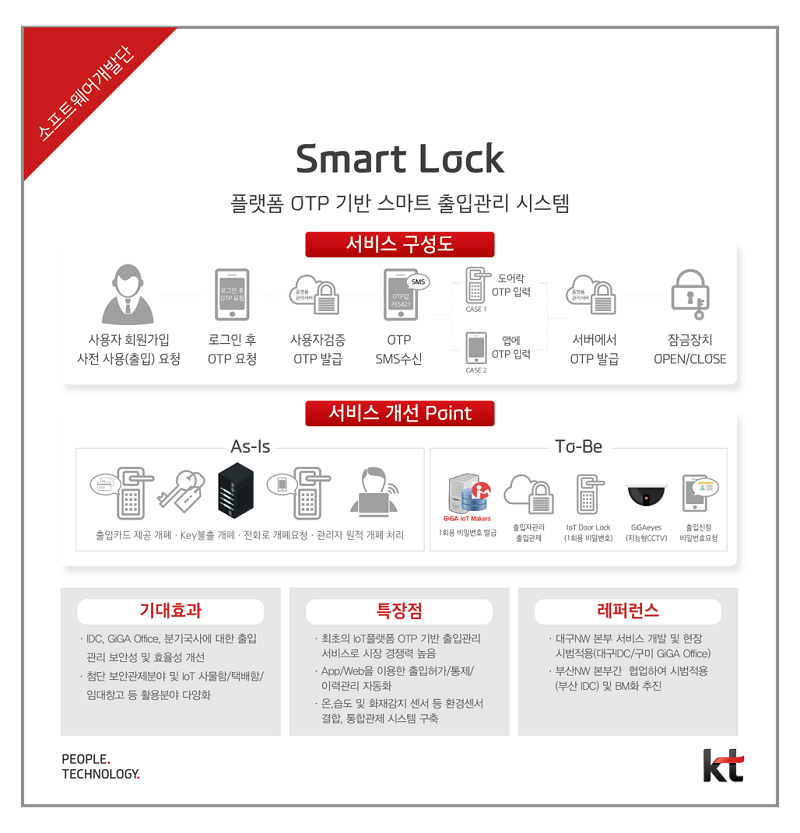 소프트웨어개발단
Smart Lock
플랫폼 OTP 기반 스마트 출입관리 시스템
서비스 구성도
사용자 회원가입
사전 사용(출입) 요청
로그인 후
OTP 요청
로그인 후
OTP 요청
플랫폼
관리서버
사용자검증
OTP 발급
SMS
OTP값
765421
OTP
SMS수신
CASE 1
도어락
OTP 입력
CASE 2
앱에
OTP 입력
플랫폼
관리서버
서버에서
OTP 발급
잠금장치
OPEN/CLOSE
서비스 개선 Point
As-Is
출입카드 제공 개폐 · Key불출 개폐 · 전화로 개폐요청 · 관리자 원적 개폐 처리
To-Be
GiGA IoT Makers
1회용 비밀번호 발급
출입자관리
출입관제
IoT Door Lock
(1회용 비밀번호)
GiGAeyes
(지능형CCTV)
출입신청
비밀번호요청
기대효과
· IDC, GiGA Office, 분기국사에 대한 출입
관리 보안성 및 효율성 개선
· 첨단 보안관제분야 및 IoT 사물함/택배함/
임대창고 등 활용분야 다양화
특장점
· 최초의 IoT플랫폼 OTP 기반 출입관리
서비스로 시장 경쟁력 높음
· App/Web을 이용한 출입허가/통제/
이력관리 자동화
· 온,습도 및 화재감지 센서 등 환경센서
결합, 통합관제 시스템 구축
레퍼런스
· 대구NW 본부 서비스 개발 및 현장
시범적용(대구IDC/구미 GiGA Office)
· 부산NW 본부간 협업하여 시범적용
(부산 IDC) 및 BM화 추진
PEOPLE.
TECHNOLOGY.
kt